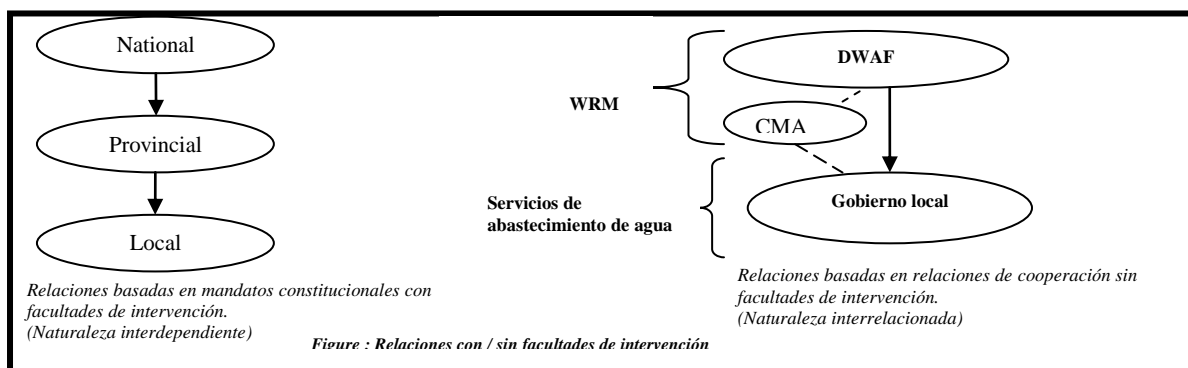 National
Provincial
Local
Relaciones basadas en mandatos constitucionales con
facultades de intervención.
(Naturaleza interdependiente)
WRM
DWAF
CMA
Servicios de
abastecimiento de agua
Gobierno local
Relaciones basadas en relaciones de cooperación sin
facultades de intervención.
(Naturaleza interrelacionada)
Figure : Relaciones con / sin facultades de intervención